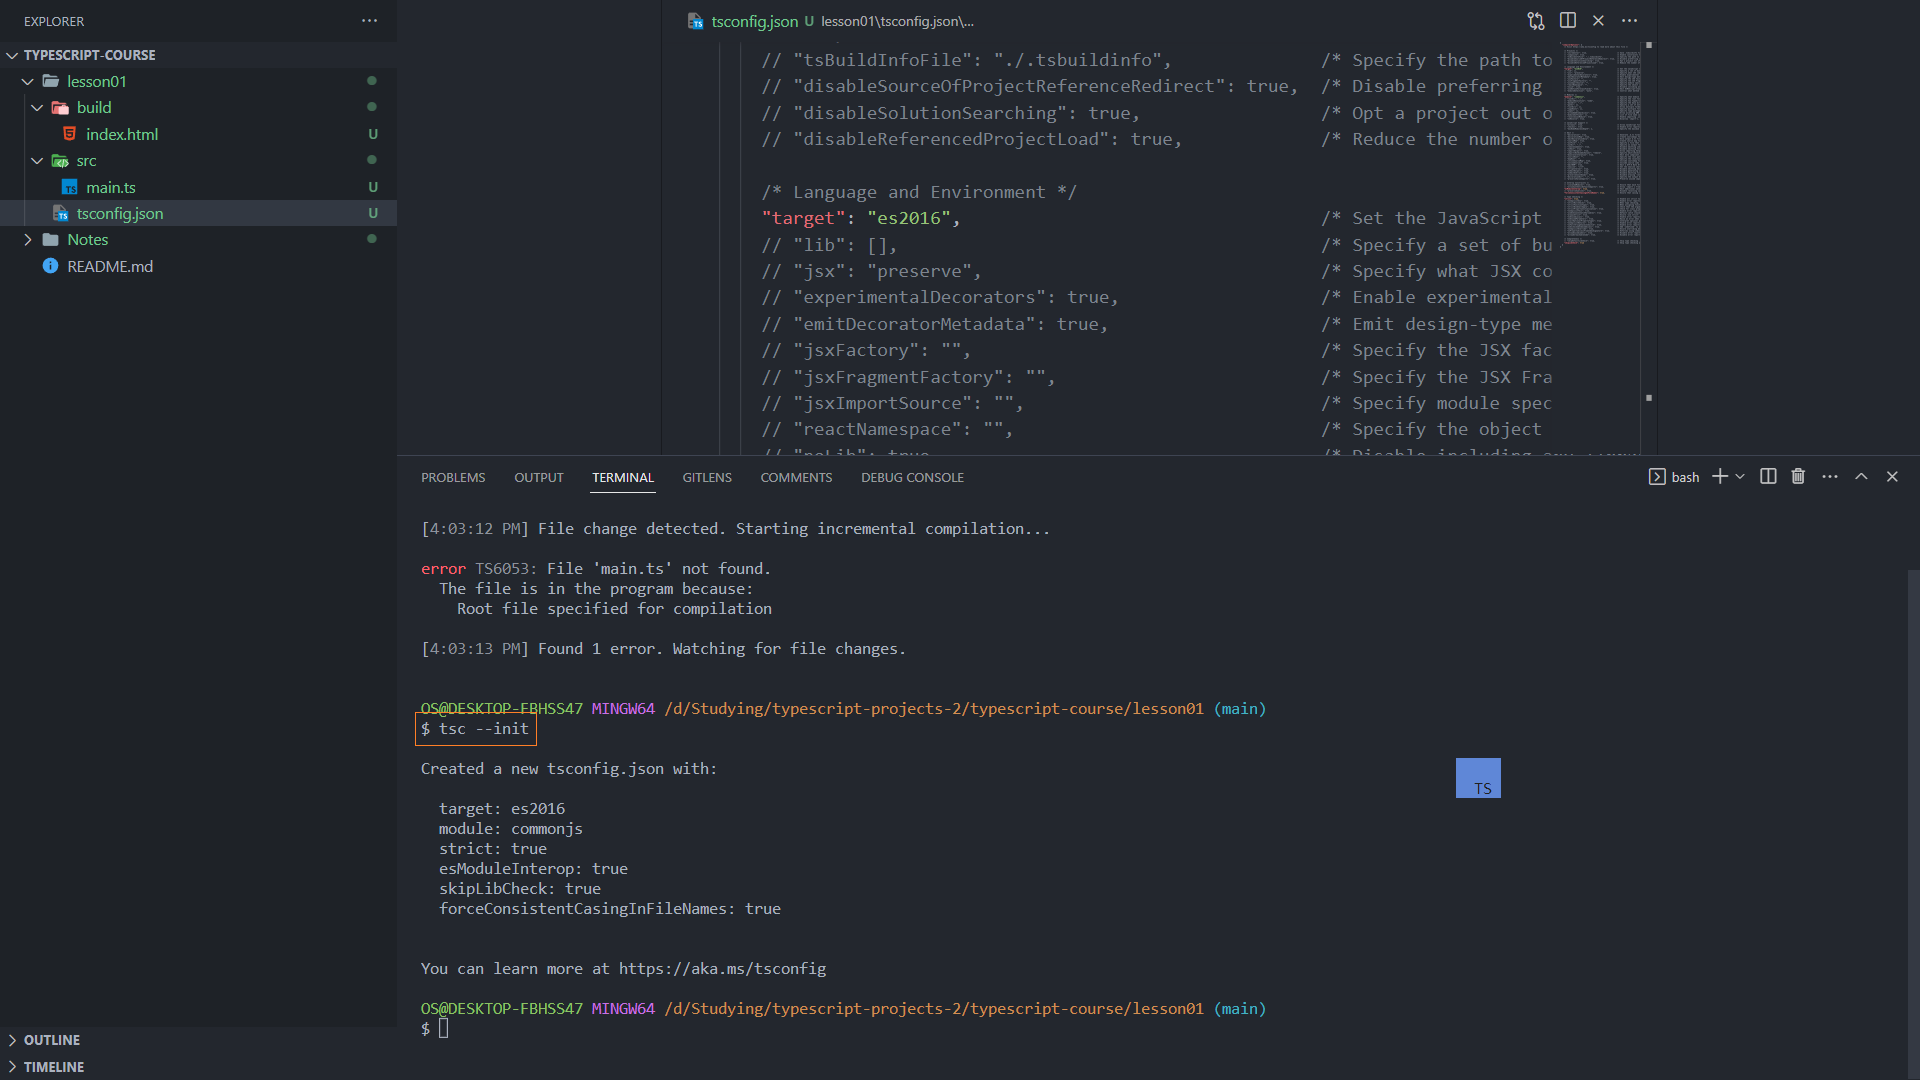 EXPLORER
TYPESCRIPT-COURSE
lesson01
build
index.html U
src
main.ts U
tsconfig.json U
Notes
README.md
OUTLINE
TIMELINE
tsconfig.json U lesson01\tsconfig.json\...
// "tsBuildInfoFile": "./.tsbuildinfo", /* Specify the path to
// "disableSourceOfProjectReferenceRedirect": true, /* Disable preferring
// "disableSolutionSearching": true, /* Opt a project out o
// "disableReferencedProjectLoad": true, /* Reduce the number o
/* Language and Environment */
"target": "es2016", /* Set the JavaScript
// "lib": [], /* Specify a set of bu
// "jsx": "preserve", /* Specify what JSX co
// "experimentalDecorators": true, /* Enable experimental
// "emitDecoratorMetadata": true, /* Emit design-type me
// "jsxFactory": "", /* Specify the JSX fac
// "jsxFragmentFactory": "", /* Specify the JSX Fra
// "jsxImportSource": "", /* Specify module spec
// "reactNamespace": "", /* Specify the object
// "noLib": true, /* Disable including
PROBLEMS OUTPUT TERMINAL GITLENS COMMENTS DEBUG CONSOLE bash
[4:03:12 PM] File change detected. Starting incremental compilation...
error TS6053: File 'main.ts' not found.
The file is in the program because:
Root file specified for compilation
[4:03:13 PM] Found 1 error. Watching for file changes.
OS@DESKTOP-FBHSS47 MINGW64 /d/Studying/typescript-projects-2/typescript-course/lesson01 (main)
$ tsc --init
Created a new tsconfig.json with:
TS
target: es2016
module: commonjs
strict: true
esModuleInterop: true
skipLibCheck: true
forceConsistentCasingInFileNames: true
You can learn more at https://aka.ms/tsconfig
OS@DESKTOP-FBHSS47 MINGW64 /d/Studying/typescript-projects-2/typescript-course/lesson01 (main)
$